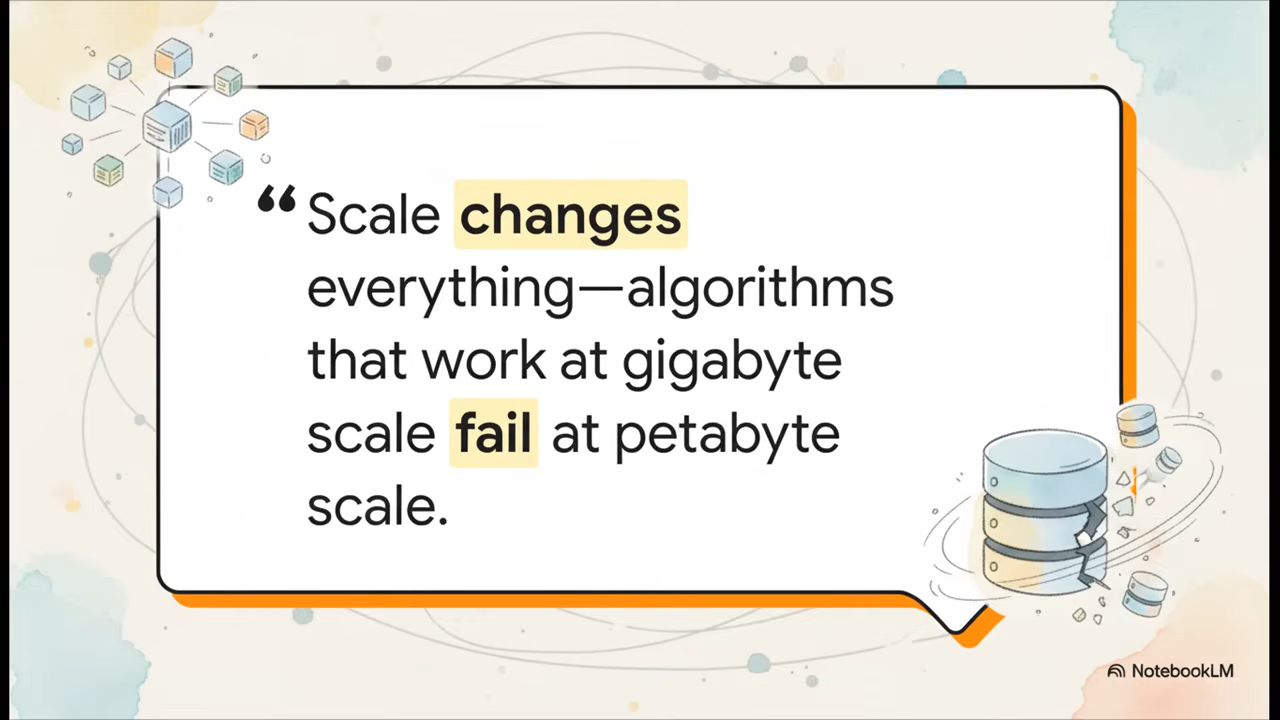 “Scale changes
everything—algorithms
that work at gigabyte
scale fail at petabyte
scale.
NotebookLM